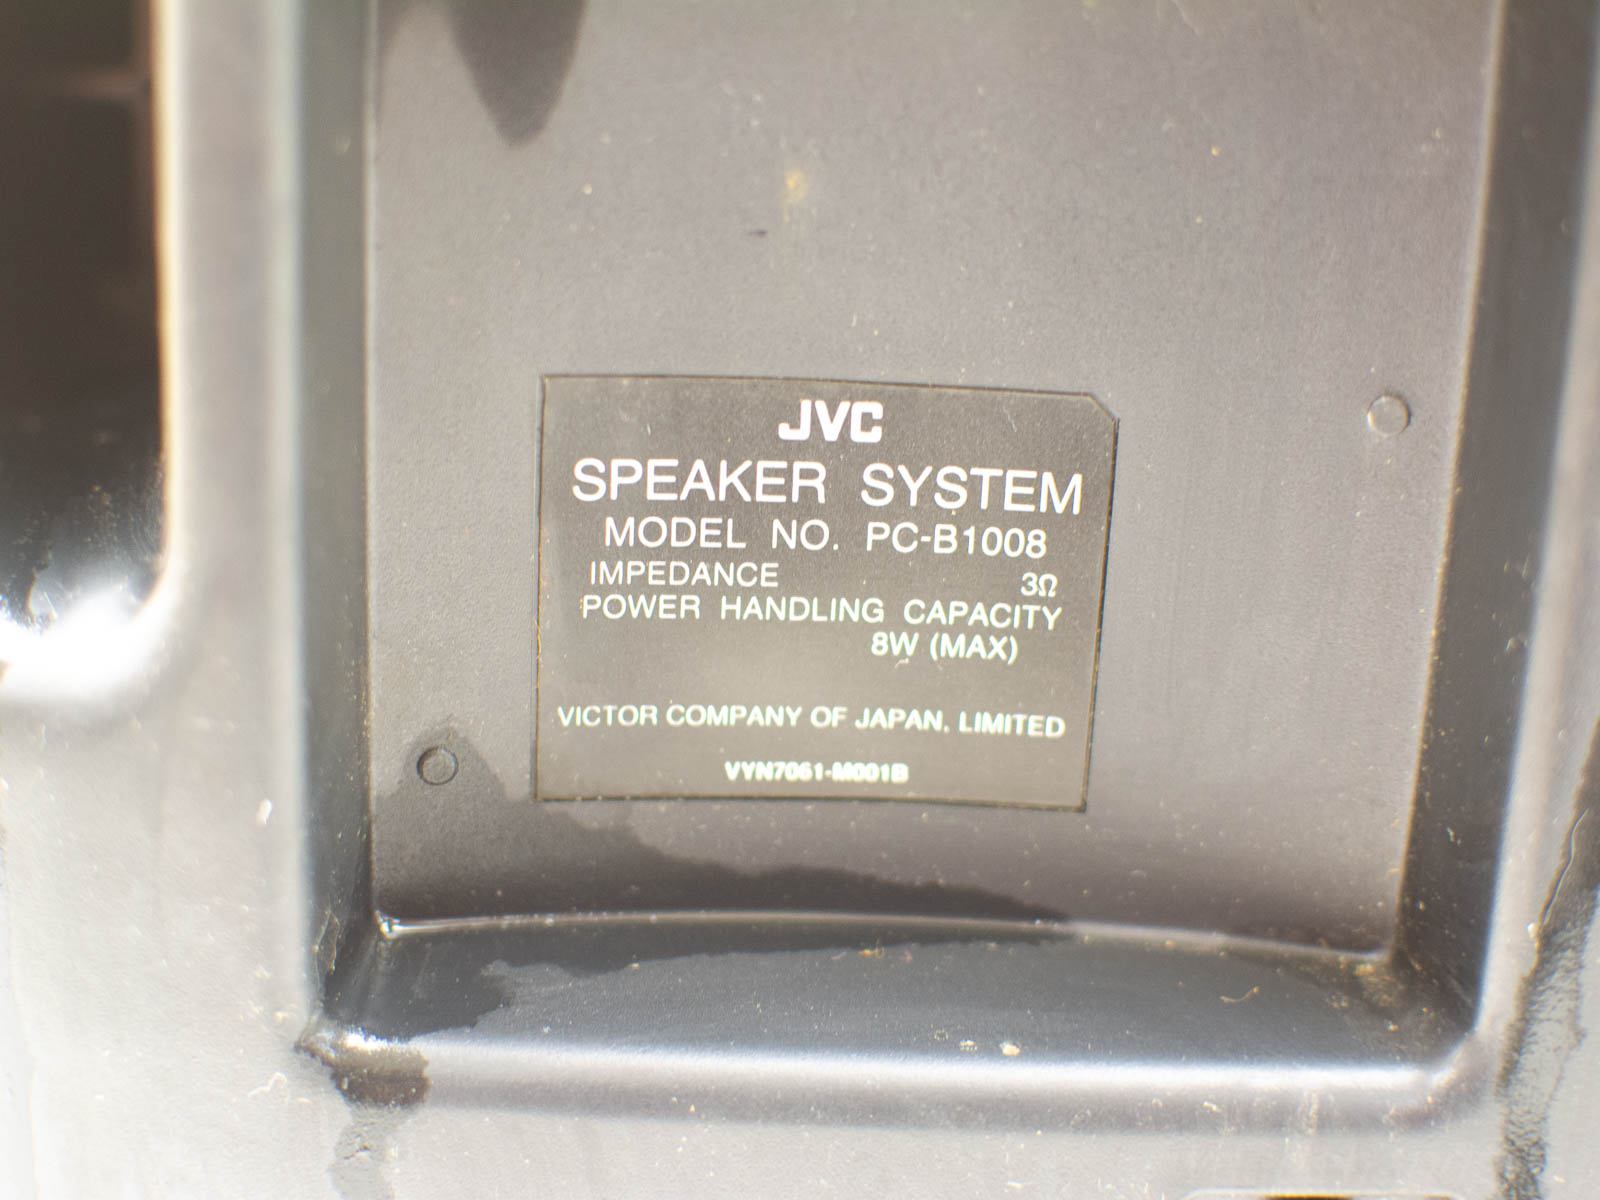 JVC
SPEAKER SYSTEM
MODEL NO. PC-B1008
IMPEDANCE 3Ω
POWER HANDLING CAPACITY
8W (MAX)
VICTOR COMPANY OF JAPAN, LIMITED
VYN7061-M001B